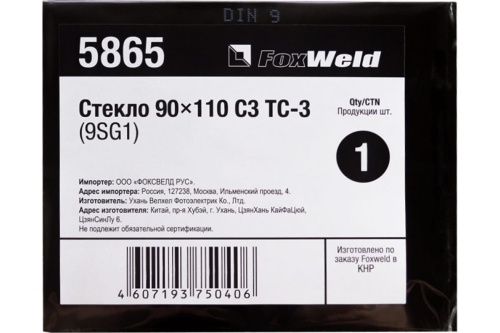 DIN 9
5865
FoxWeld
Стекло 90×110 С3 ТС-3
(9SG1)
Qty/CTN
Продукции шт.
1
Импортер: ООО «ФОКСВЕЛД РУС».
Адрес импортера: Россия, 127238, Москва, Ильменский проезд, 4.
Изготовитель: Ухань Велхел Фотоэлектрик Ко., Лтд.
Адрес изготовителя: Китай, пр-я Хубэй, г. Ухань, ЦзянХань КайФаЦюй,
ЦзянСинЛу 6.
Не подлежит обязательной сертификации.
4 607193 750406
Изготовлено по
заказу Foxweld в
КНР